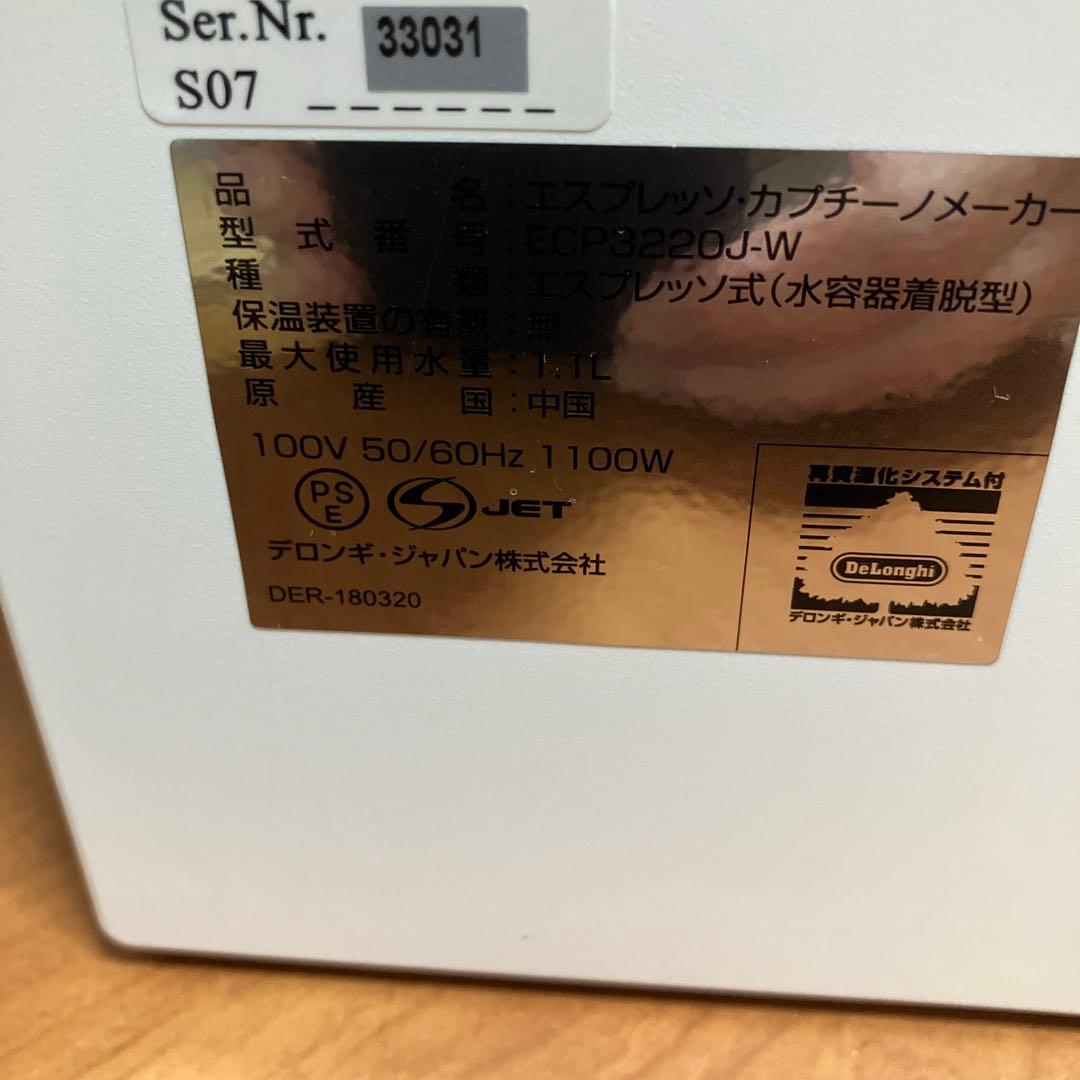 Ser.Nr. 33031
S07 _ _ _ _ _ _
品名：エスプレッソ・カプチーノメーカー
型式番号：ECP3220J-W
種類：エスプレッソ式（水容器着脱型）
保温装置の有無：無
最大使用水量：1.1L
原産国：中国
100V 50/60Hz 1100W
PSE
S JET
デロンギ・ジャパン株式会社
DER-180320
再資源化システム付
DeLonghi
デロンギ・ジャパン株式会社